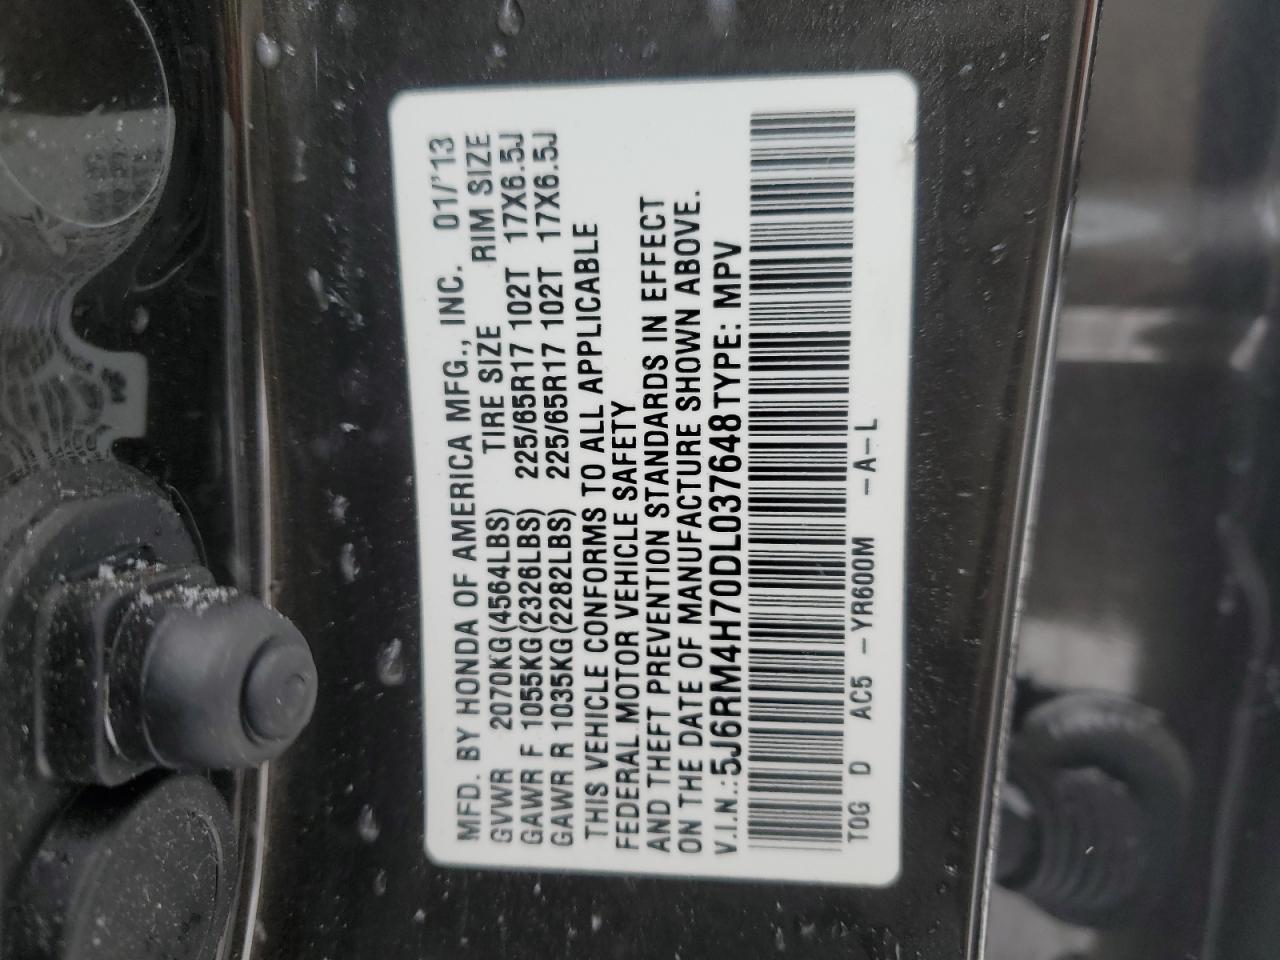 MFD. BY HONDA OF AMERICA MFG., INC. 01/'13
GVWR 2070KG(4564LBS) TIRE SIZE RIM SIZE
GAWR F 1055KG(2326LBS) 225/65R17 102T 17X6.5J
GAWR R 1035KG(2282LBS) 225/65R17 102T 17X6.5J
THIS VEHICLE CONFORMS TO ALL APPLICABLE
FEDERAL MOTOR VEHICLE SAFETY
AND THEFT PREVENTION STANDARDS IN EFFECT
ON THE DATE OF MANUFACTURE SHOWN ABOVE.
V.I.N.:5J6RM4H70DL037648 TYPE: MPV
TOG D AC5 -YR600M -A-L